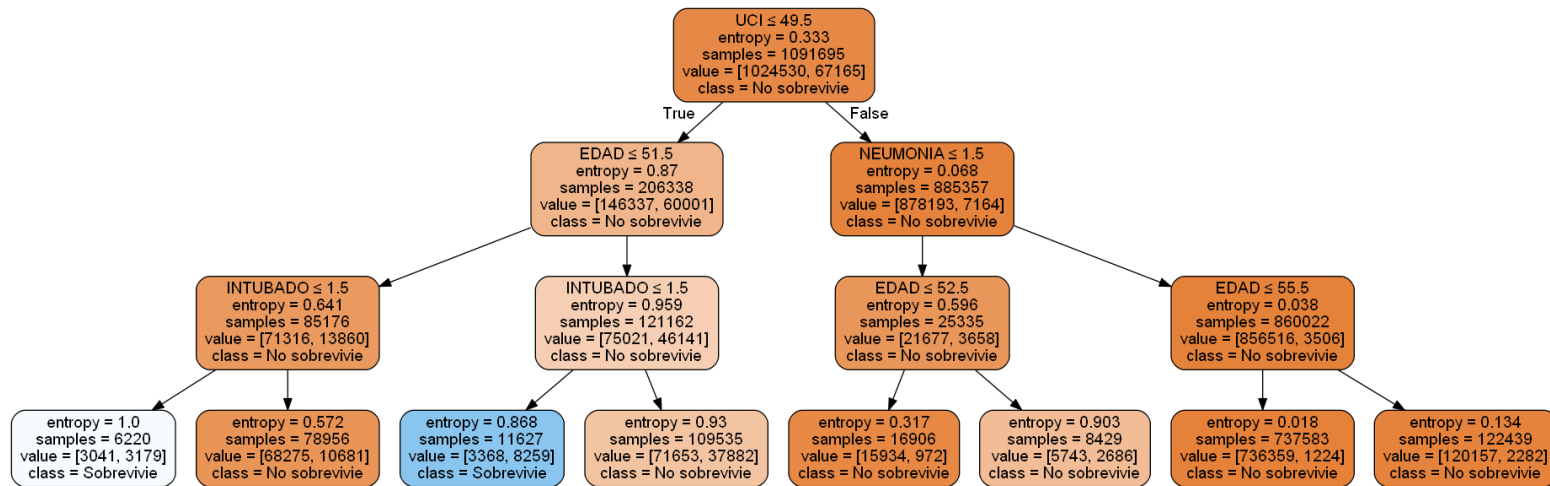 UCI ≤ 49.5
entropy = 0.333
samples = 1091695
value = [1024530, 67165]
class = No sobrevivie
True
False
EDAD ≤ 51.5
entropy = 0.87
samples = 206338
value = [146337, 60001]
class = No sobrevivie
NEUMONIA ≤ 1.5
entropy = 0.068
samples = 885357
value = [878193, 7164]
class = No sobrevivie
INTUBADO ≤ 1.5
entropy = 0.641
samples = 85176
value = [71316, 13860]
class = No sobrevivie
INTUBADO ≤ 1.5
entropy = 0.959
samples = 121162
value = [75021, 46141]
class = No sobrevivie
EDAD ≤ 52.5
entropy = 0.596
samples = 25335
value = [21677, 3658]
class = No sobrevivie
EDAD ≤ 55.5
entropy = 0.038
samples = 860022
value = [856516, 3506]
class = No sobrevivie
entropy = 1.0
samples = 6220
value = [3041, 3179]
class = Sobrevivie
entropy = 0.572
samples = 78956
value = [68275, 10681]
class = No sobrevivie
entropy = 0.868
samples = 11627
value = [3368, 8259]
class = Sobrevivie
entropy = 0.93
samples = 109535
value = [71653, 37882]
class = No sobrevivie
entropy = 0.317
samples = 16906
value = [15934, 972]
class = No sobrevivie
entropy = 0.903
samples = 8429
value = [5743, 2686]
class = No sobrevivie
entropy = 0.018
samples = 737583
value = [736359, 1224]
class = No sobrevivie
entropy = 0.134
samples = 122439
value = [120157, 2282]
class = No sobrevivie